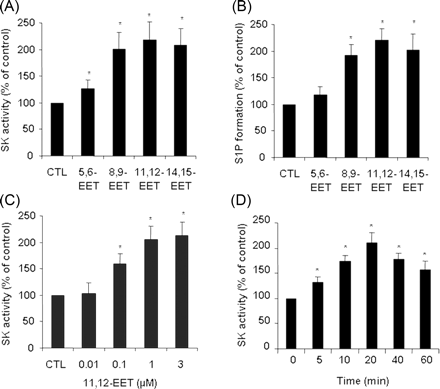 (A)
SK activity (% of control)
250
200
150
100
50
0
*
*
*
*
CTL 5,6-EET 8,9-EET 11,12-EET 14,15-EET
(B)
S1P formation (% of control)
250
200
150
100
50
0
*
*
*
CTL 5,6-EET 8,9-EET 11,12-EET 14,15-EET
(C)
SK activity (% of control)
250
200
150
100
50
0
*
*
*
CTL 0.01 0.1 1 3
11,12-EET (μM)
(D)
SK activity (% of control)
250
200
150
100
50
0
*
*
*
*
*
0 5 10 20 40 60
Time (min)